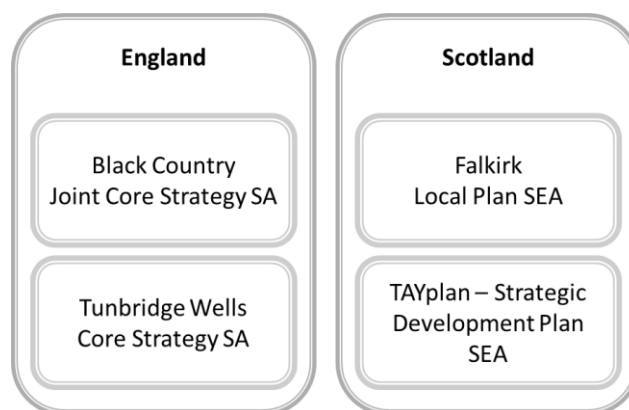 England
Black Country
Joint Core Strategy SA
Tunbridge Wells
Core Strategy SA
Scotland
Falkirk
Local Plan SEA
TAYplan – Strategic
Development Plan
SEA